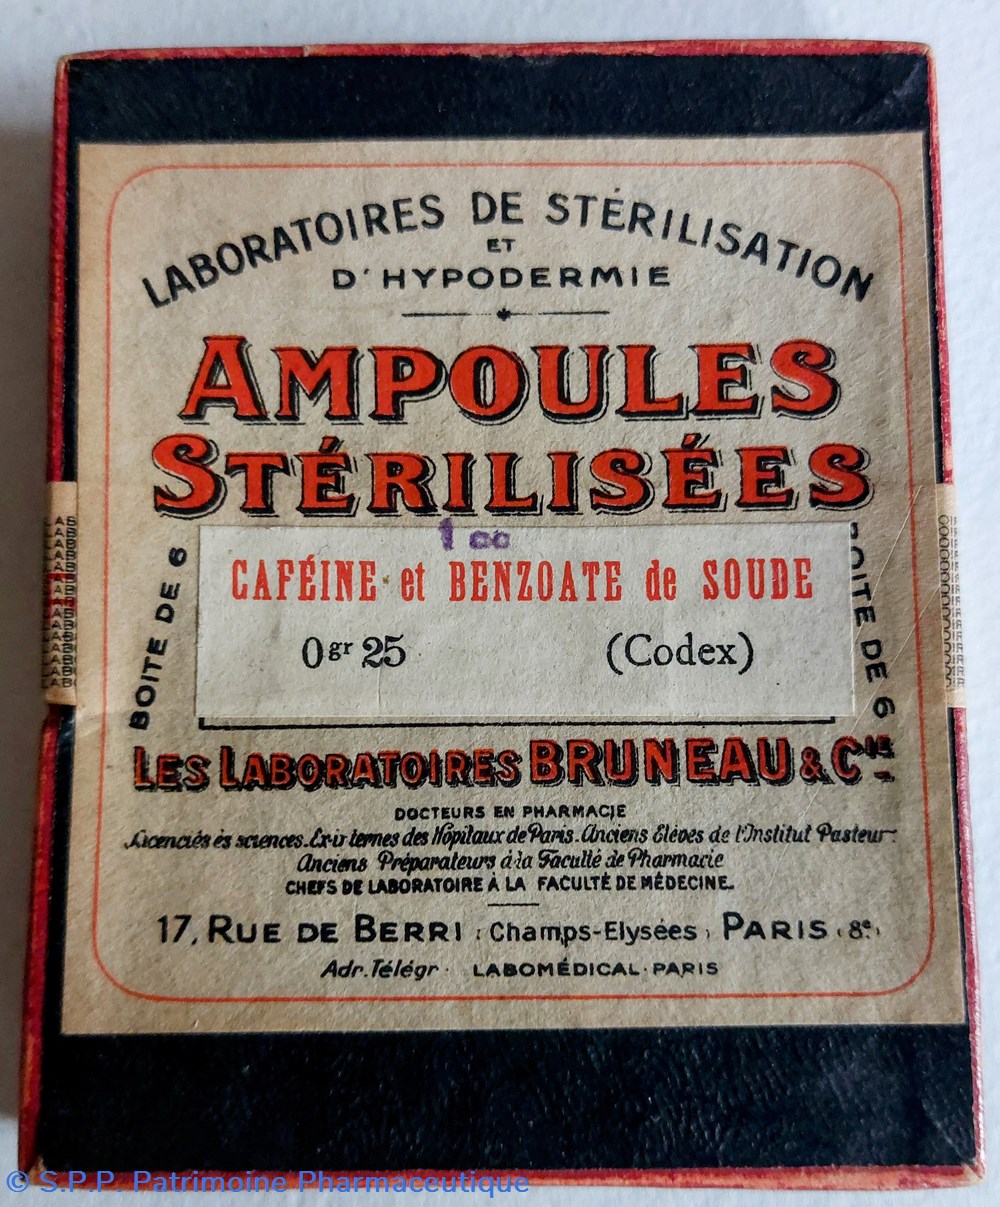 LABORATOIRES DE STÉRILISATION
ET
D'HYPODERMIE
AMPOULES
STÉRILISÉES
1 cc
CAFÉINE et BENZOATE de SOUDE
0gr 25 (Codex)
BOITE DE 6
BOITE DE 6
LES LABORATOIRES BRUNEAU & Cie
DOCTEURS EN PHARMACIE
Licenciés ès sciences. Ex-internes des Hôpitaux de Paris. Anciens Elèves de l'Institut Pasteur
Anciens Préparateurs à la Faculté de Pharmacie
CHEFS DE LABORATOIRE À LA FACULTÉ DE MÉDECINE.
17, RUE DE BERRI (Champs-Elysées) PARIS (8e)
Adr. Télégr. LABOMÉDICAL-PARIS
© S.P.P. Patrimoine Pharmaceutique